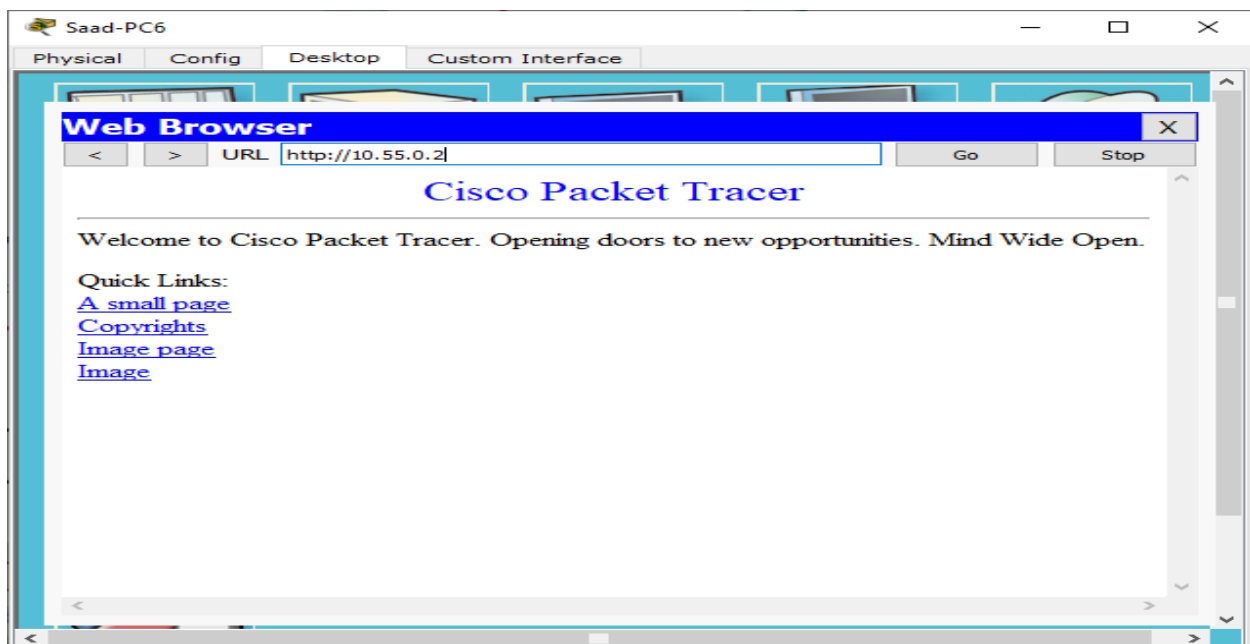 Saad-PC6
Physical Config Desktop Custom Interface
Web Browser X
< > URL http://10.55.0.2 Go Stop
Cisco Packet Tracer
Welcome to Cisco Packet Tracer. Opening doors to new opportunities. Mind Wide Open.
Quick Links:
A small page
Copyrights
Image page
Image